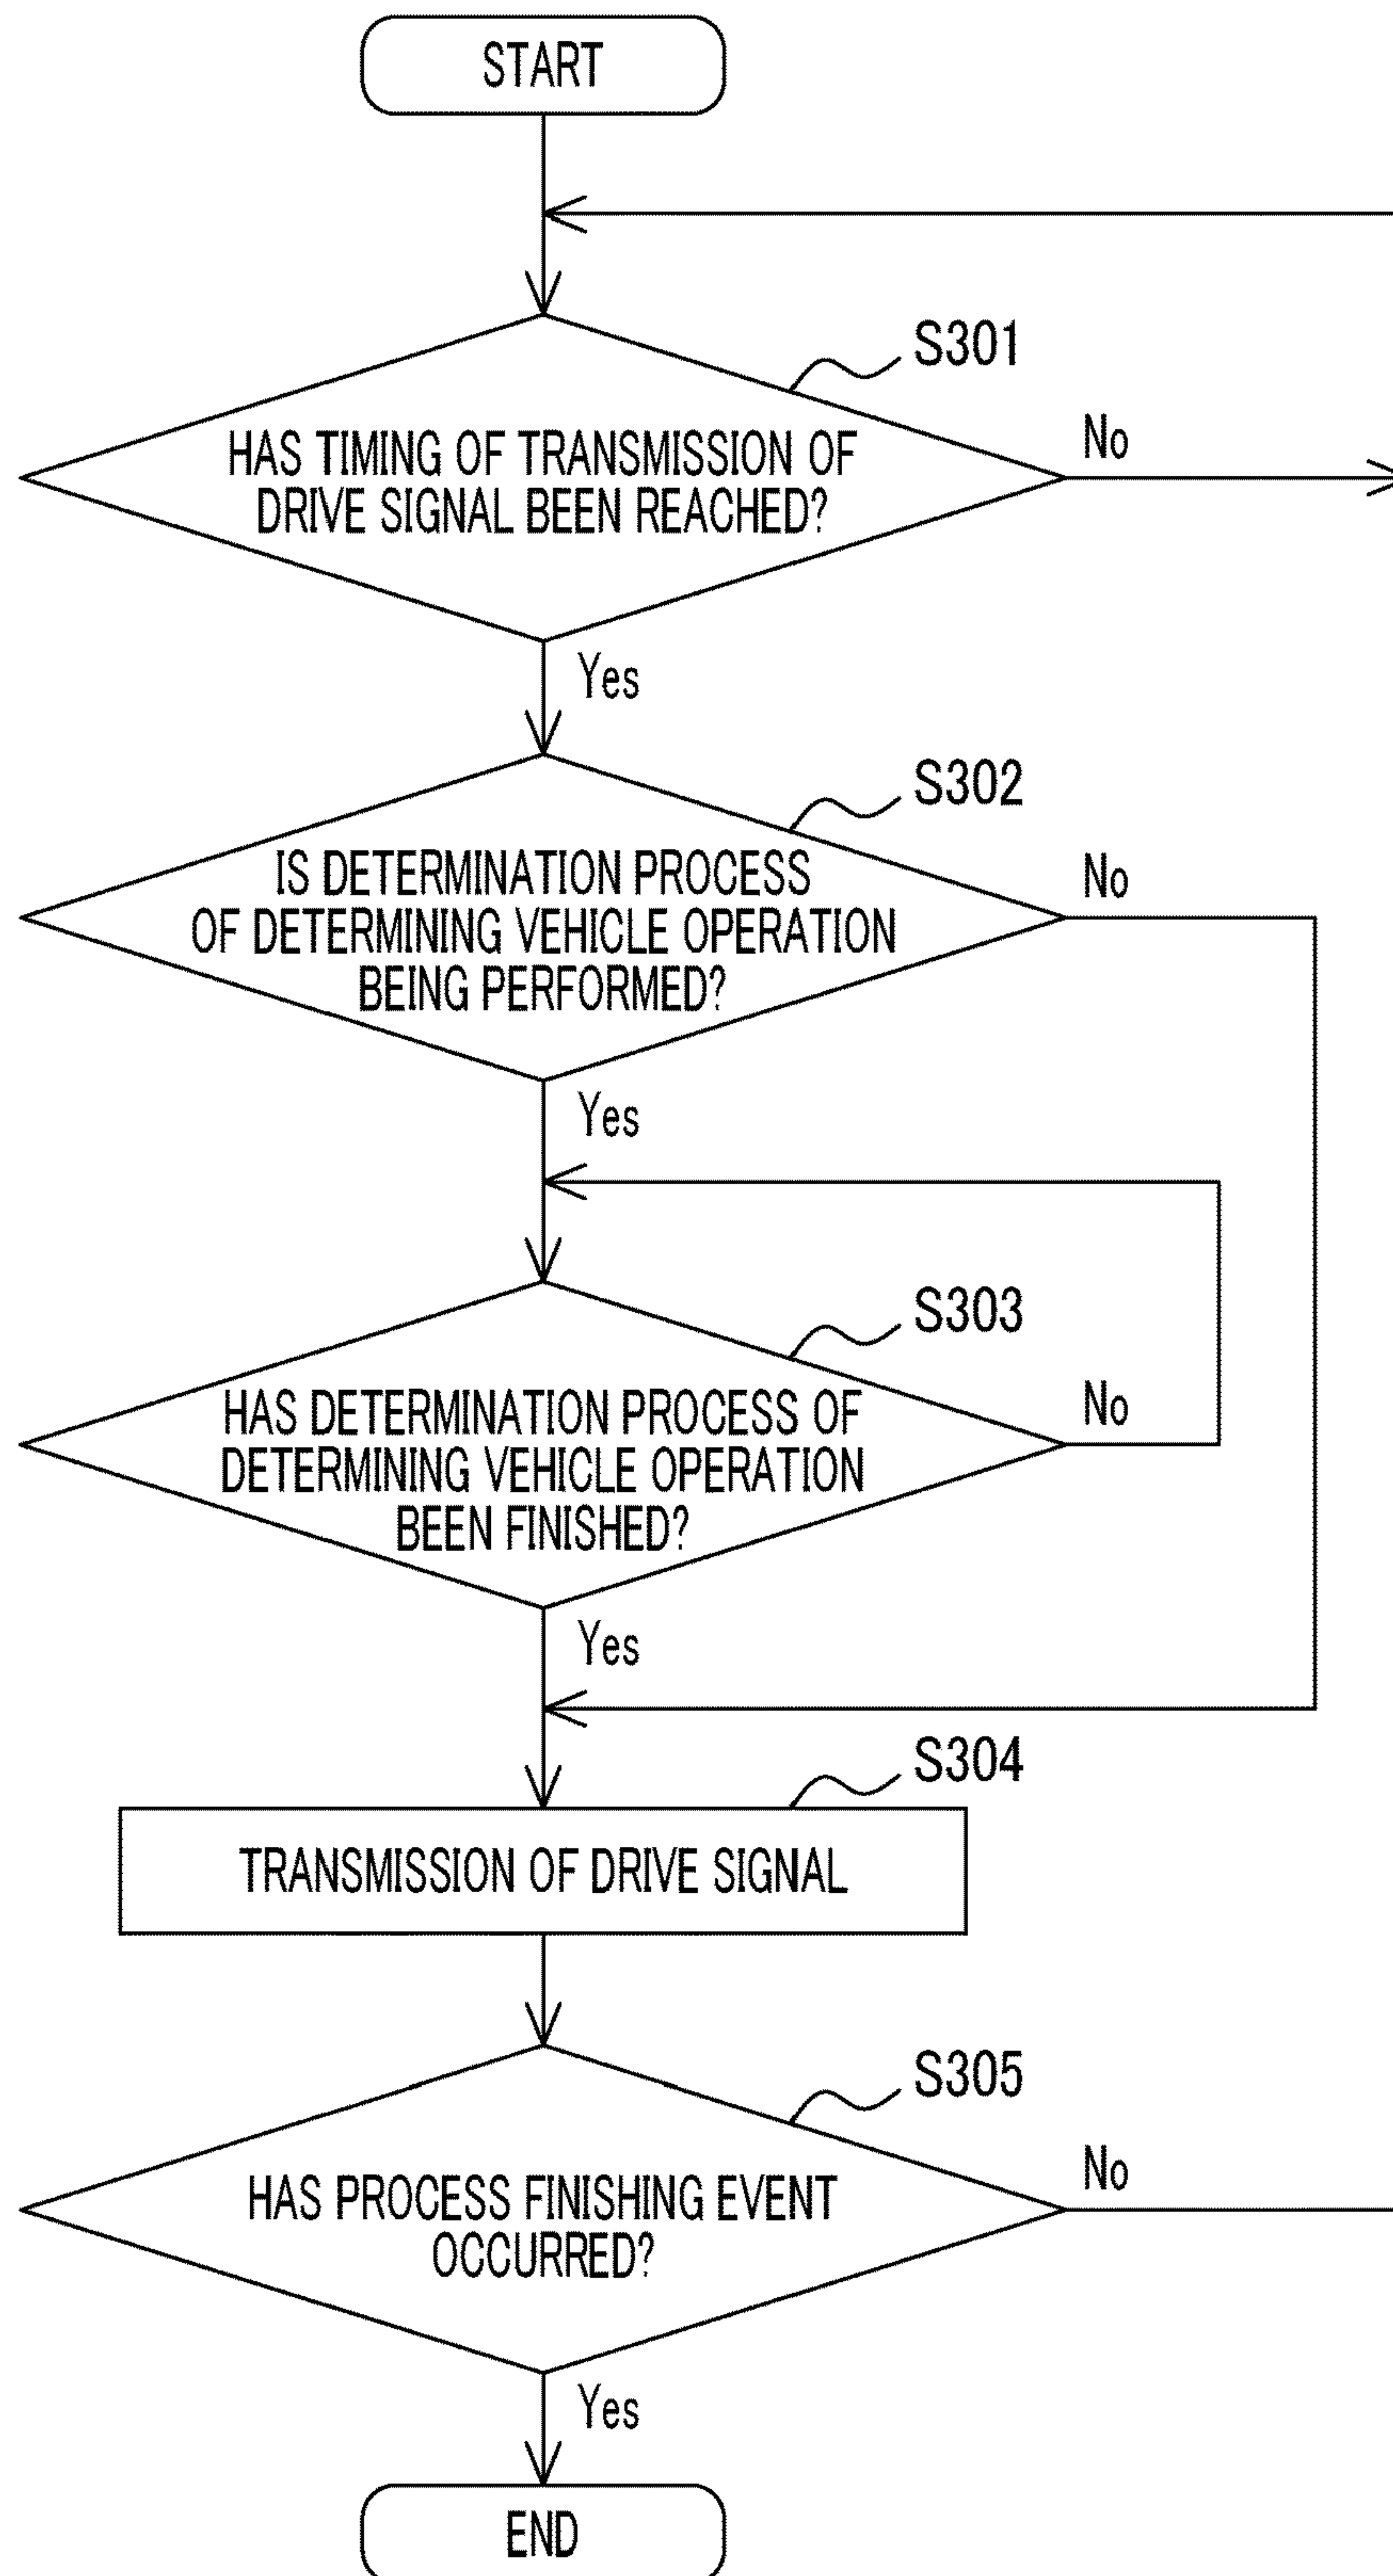 START
S301
HAS TIMING OF TRANSMISSION OF
DRIVE SIGNAL BEEN REACHED?
No
Yes
S302
IS DETERMINATION PROCESS
OF DETERMINING VEHICLE OPERATION
BEING PERFORMED?
No
Yes
S303
HAS DETERMINATION PROCESS OF
DETERMINING VEHICLE OPERATION
BEEN FINISHED?
No
Yes
S304
TRANSMISSION OF DRIVE SIGNAL
S305
HAS PROCESS FINISHING EVENT
OCCURRED?
No
Yes
END